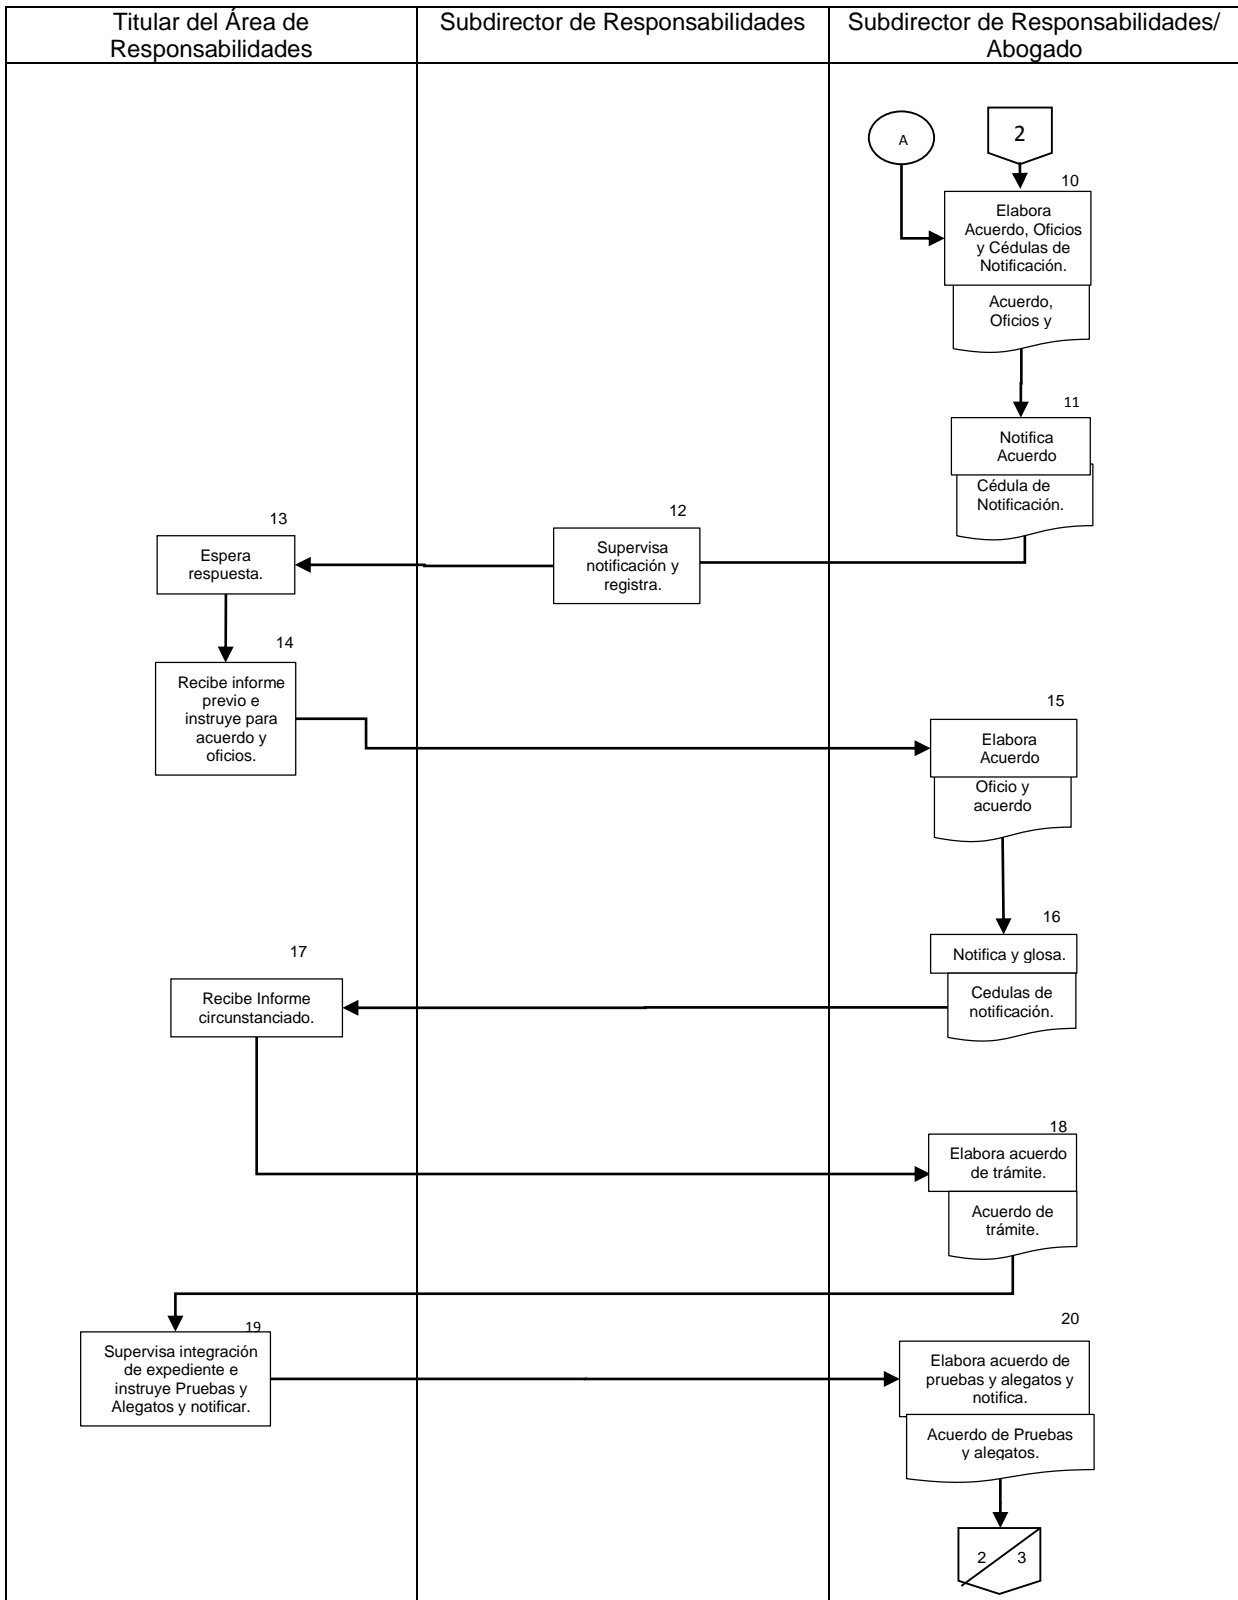 Titular del Área de
Responsabilidades
Subdirector de Responsabilidades
Subdirector de Responsabilidades/
Abogado
A
2
10
Elabora
Acuerdo, Oficios
y Cédulas de
Notificación.
Acuerdo,
Oficios y
11
Notifica
Acuerdo
Cédula de
Notificación.
12
Supervisa
notificación y
registra.
13
Espera
respuesta.
14
Recibe informe
previo e
instruye para
acuerdo y
oficios.
15
Elabora
Acuerdo
Oficio y
acuerdo
16
Notifica y glosa.
Cedulas de
notificación.
17
Recibe Informe
circunstanciado.
18
Elabora acuerdo
de trámite.
Acuerdo de
trámite.
19
Supervisa integración
de expediente e
instruye Pruebas y
Alegatos y notificar.
20
Elabora acuerdo de
pruebas y alegatos y
notifica.
Acuerdo de Pruebas
y alegatos.
2 3